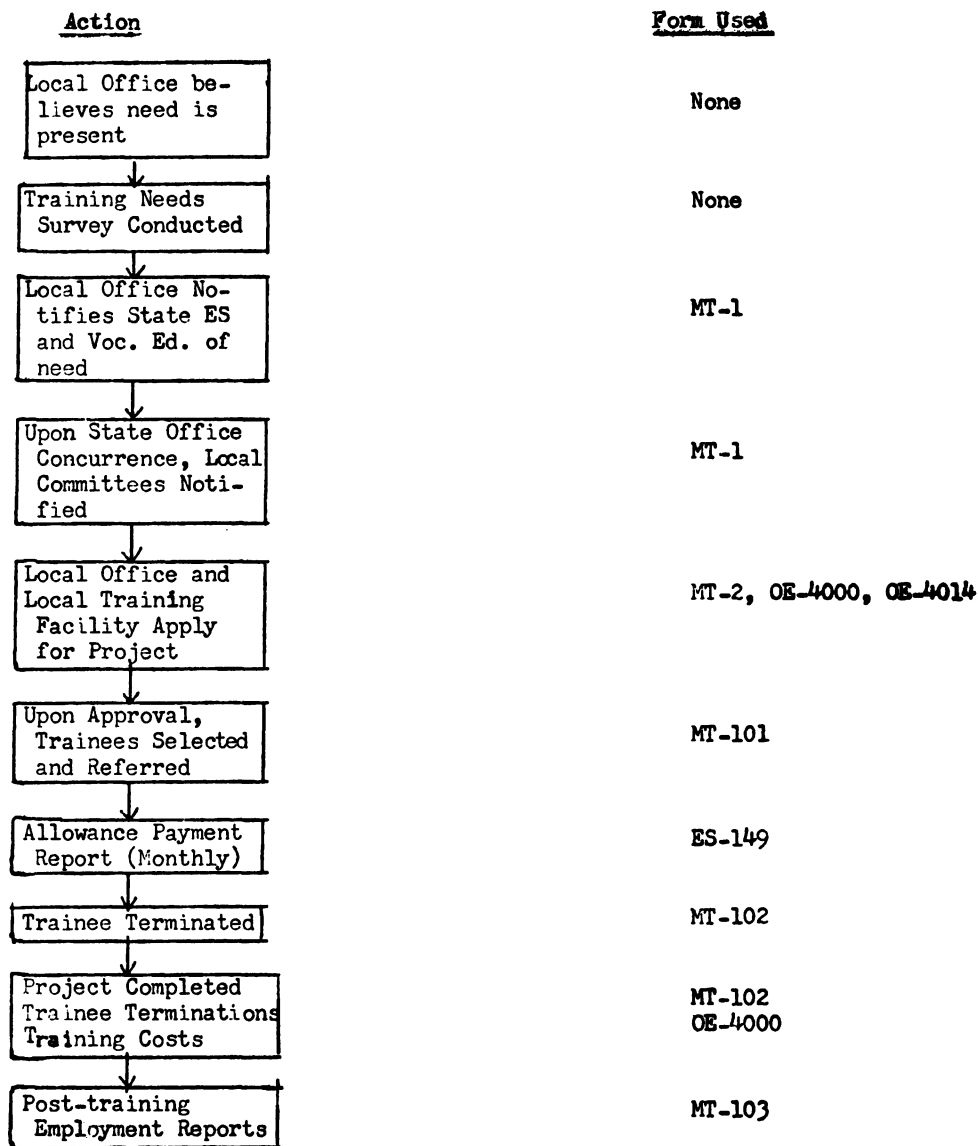 Action
Form Used
Local Office be-
lieves need is
present
None
Training Needs
Survey Conducted
None
Local Office No-
tifies State ES
and Voc. Ed. of
need
MT-1
Upon State Office
Concurrence, Local
Committees Noti-
fied
MT-1
Local Office and
Local Training
Facility Apply
for Project
MT-2, OE-4000, OE-4014
Upon Approval,
Trainees Selected
and Referred
MT-101
Allowance Payment
Report (Monthly)
ES-149
Trainee Terminated
MT-102
Project Completed
Trainee Terminations
Training Costs
MT-102
OE-4000
Post-training
Employment Reports
MT-103